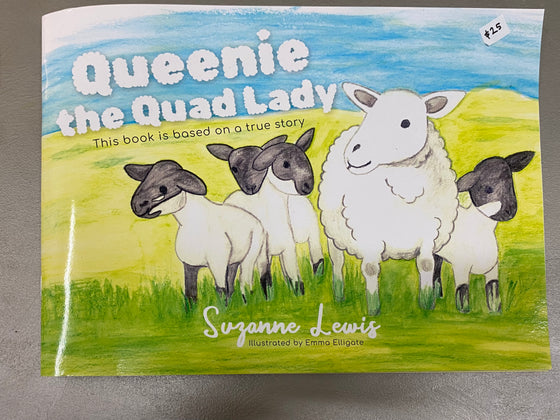 $25
Queenie
the Quad Lady
This book is based on a true story
Suzanne Lewis
Illustrated by Emma Elligate